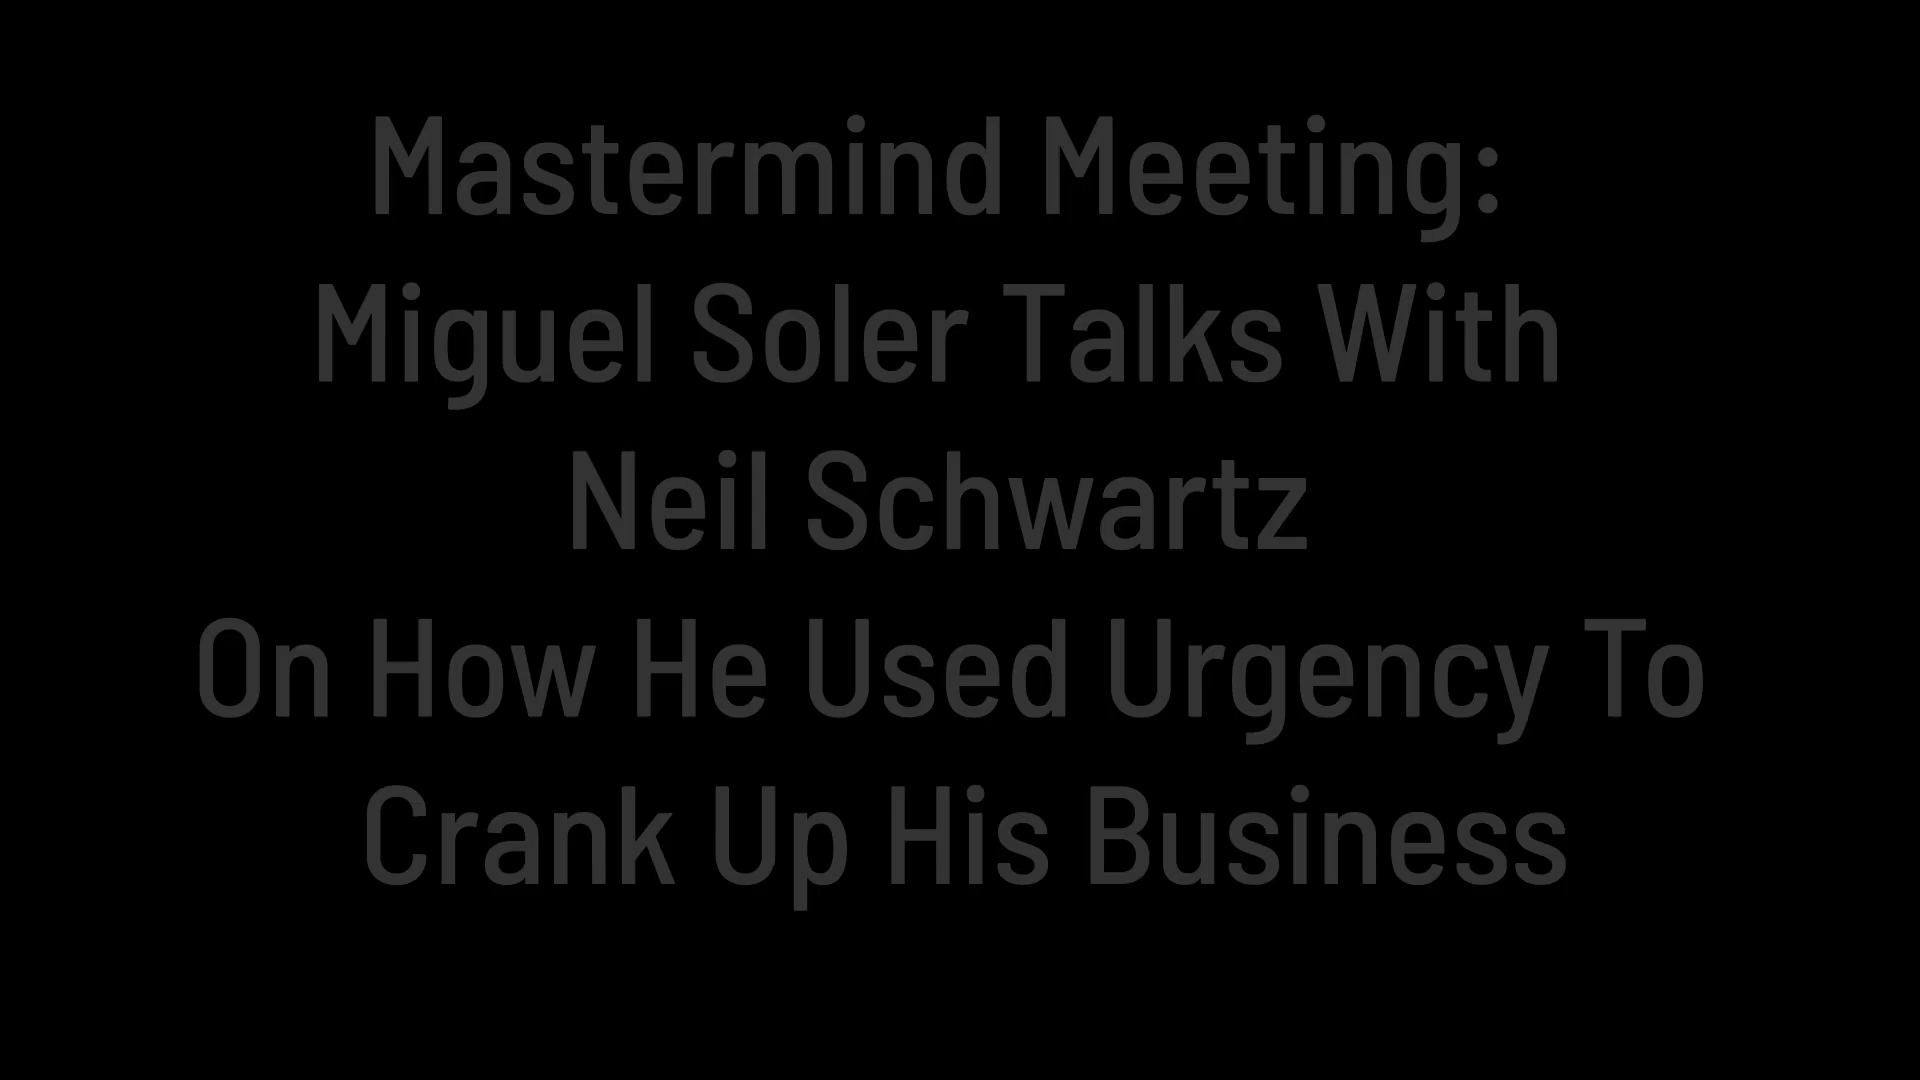 Mastermind Meeting:
Miguel Soler Talks With
Neil Schwartz
On How He Used Urgency To
Crank Up His Business